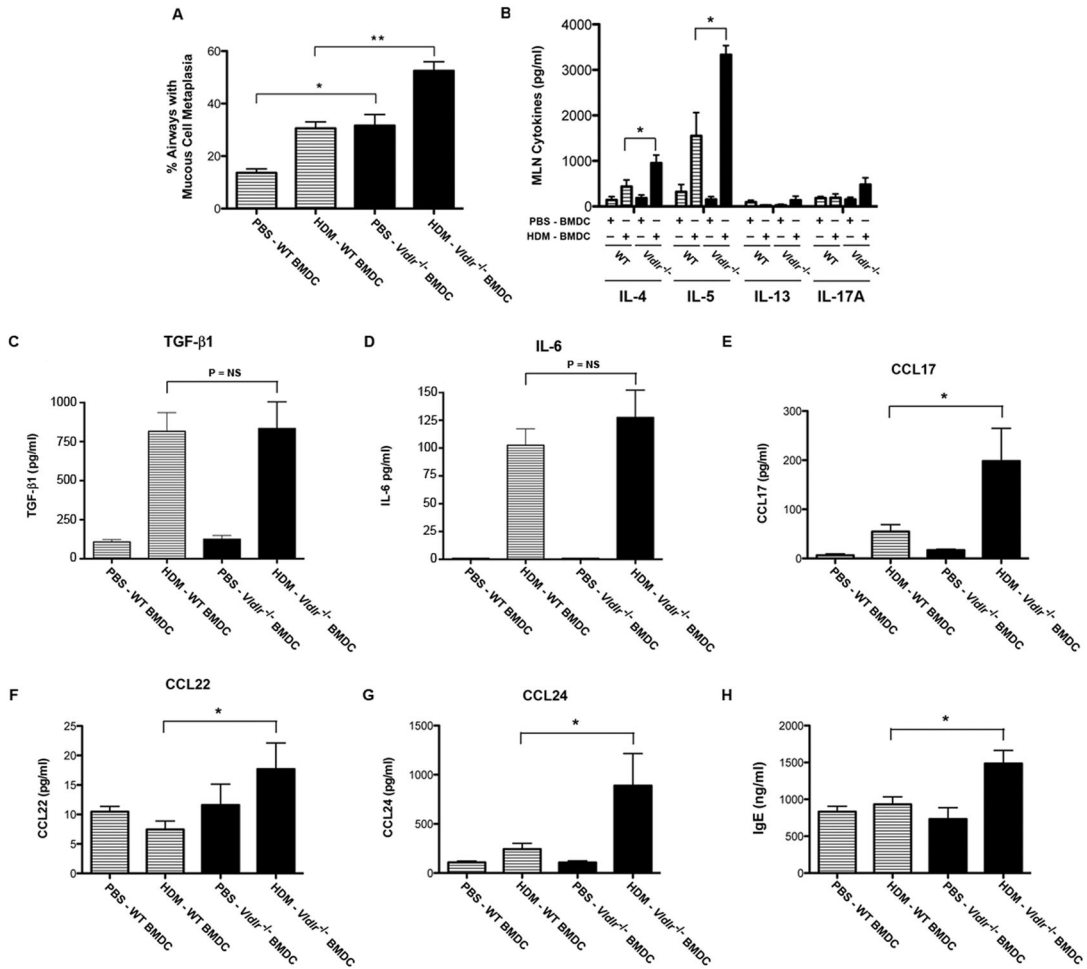 A
% Airways with
Mucous Cell Metaplasia
60
40
20
0
*
**
PBS - WT BMDC
HDM - WT BMDC
PBS - Vldlr-/- BMDC
HDM - Vldlr-/- BMDC
B
MLN Cytokines (pg/ml)
4000
3000
2000
1000
0
*
*
PBS - BMDC + – + – + – + – + – + – + – + –
HDM - BMDC – + – + – + – + – + – + – + – +
WT Vldlr-/- WT Vldlr-/- WT Vldlr-/- WT Vldlr-/-
IL-4 IL-5 IL-13 IL-17A
C
TGF-β1
P = NS
TGF-β1 (pg/ml)
1000
750
500
250
0
PBS - WT BMDC
HDM - WT BMDC
PBS - Vldlr-/- BMDC
HDM - Vldlr-/- BMDC
D
IL-6
P = NS
IL-6 pg/ml)
150
125
100
75
50
25
0
PBS - WT BMDC
HDM - WT BMDC
PBS - Vldlr-/- BMDC
HDM - Vldlr-/- BMDC
E
CCL17
*
CCL17 (pg/ml)
300
200
100
0
PBS - WT BMDC
HDM - WT BMDC
PBS - Vldlr-/- BMDC
HDM - Vldlr-/- BMDC
F
CCL22
*
CCL22 (pg/ml)
25
20
15
10
5
0
PBS - WT BMDC
HDM - WT BMDC
PBS - Vldlr-/- BMDC
HDM - Vldlr-/- BMDC
G
CCL24
*
CCL24 (pg/ml)
1500
1000
500
0
PBS - WT BMDC
HDM - WT BMDC
PBS - Vldlr-/- BMDC
HDM - Vldlr-/- BMDC
H
*
IgE (ng/ml)
2000
1500
1000
500
0
PBS - WT BMDC
HDM - WT BMDC
PBS - Vldlr-/- BMDC
HDM - Vldlr-/- BMDC